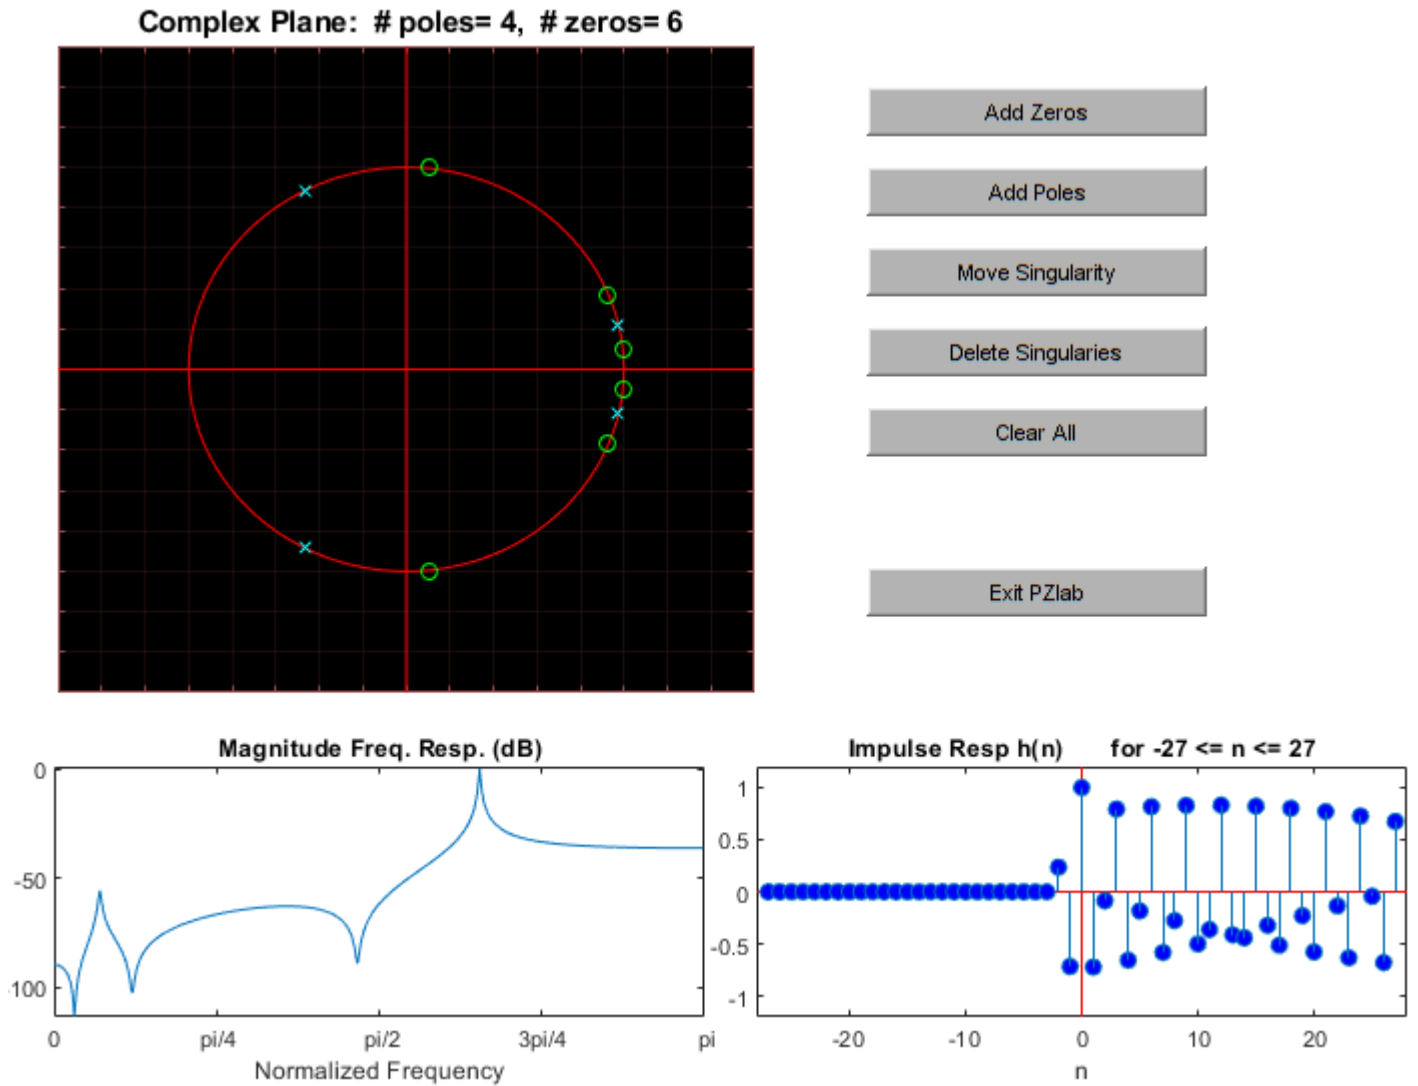 Complex Plane: # poles= 4, # zeros= 6
Add Zeros
Add Poles
Move Singularity
Delete Singularies
Clear All
Exit PZlab
Magnitude Freq. Resp. (dB)
0
-50
100
0 pi/4 pi/2 3pi/4 pi
Normalized Frequency
Impulse Resp h(n) for -27 <= n <= 27
1
0.5
0
-0.5
-1
-20 -10 0 10 20
n